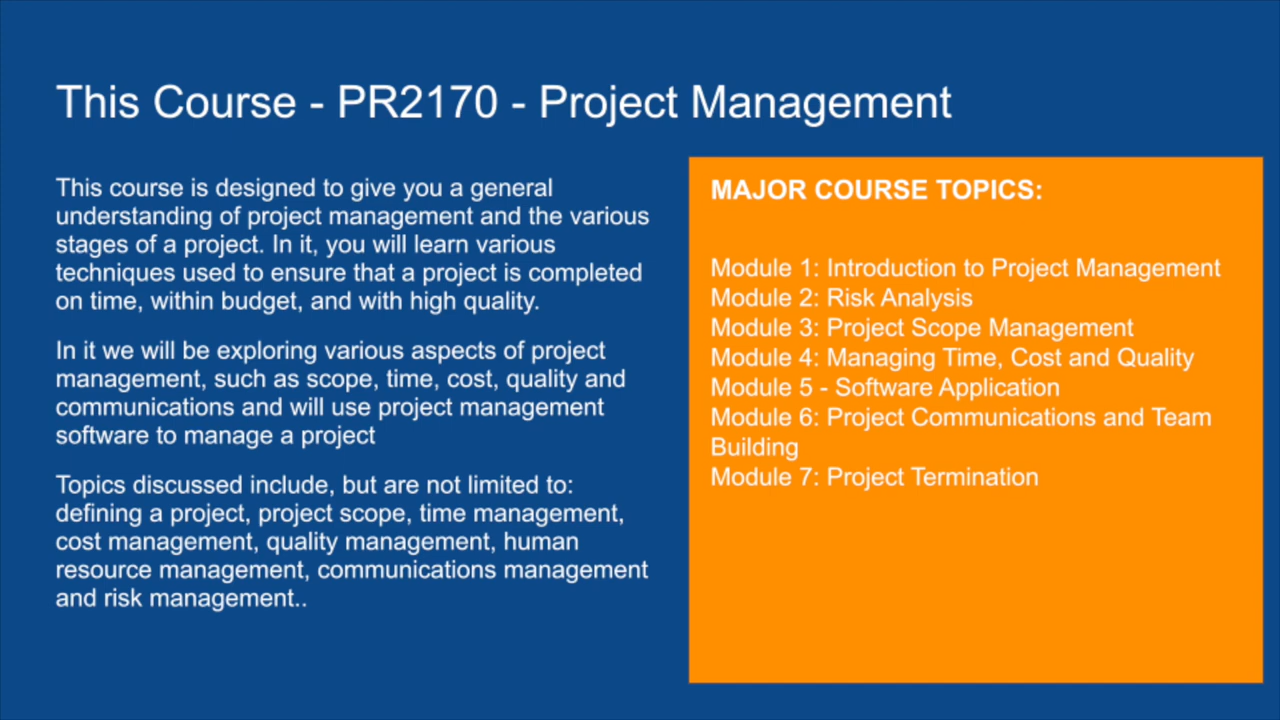 This Course - PR2170 - Project Management
This course is designed to give you a general
understanding of project management and the various
stages of a project. In it, you will learn various
techniques used to ensure that a project is completed
on time, within budget, and with high quality.
In it we will be exploring various aspects of project
management, such as scope, time, cost, quality and
communications and will use project management
software to manage a project
Topics discussed include, but are not limited to:
defining a project, project scope, time management,
cost management, quality management, human
resource management, communications management
and risk management..
MAJOR COURSE TOPICS:
Module 1: Introduction to Project Management
Module 2: Risk Analysis
Module 3: Project Scope Management
Module 4: Managing Time, Cost and Quality
Module 5 - Software Application
Module 6: Project Communications and Team
Building
Module 7: Project Termination